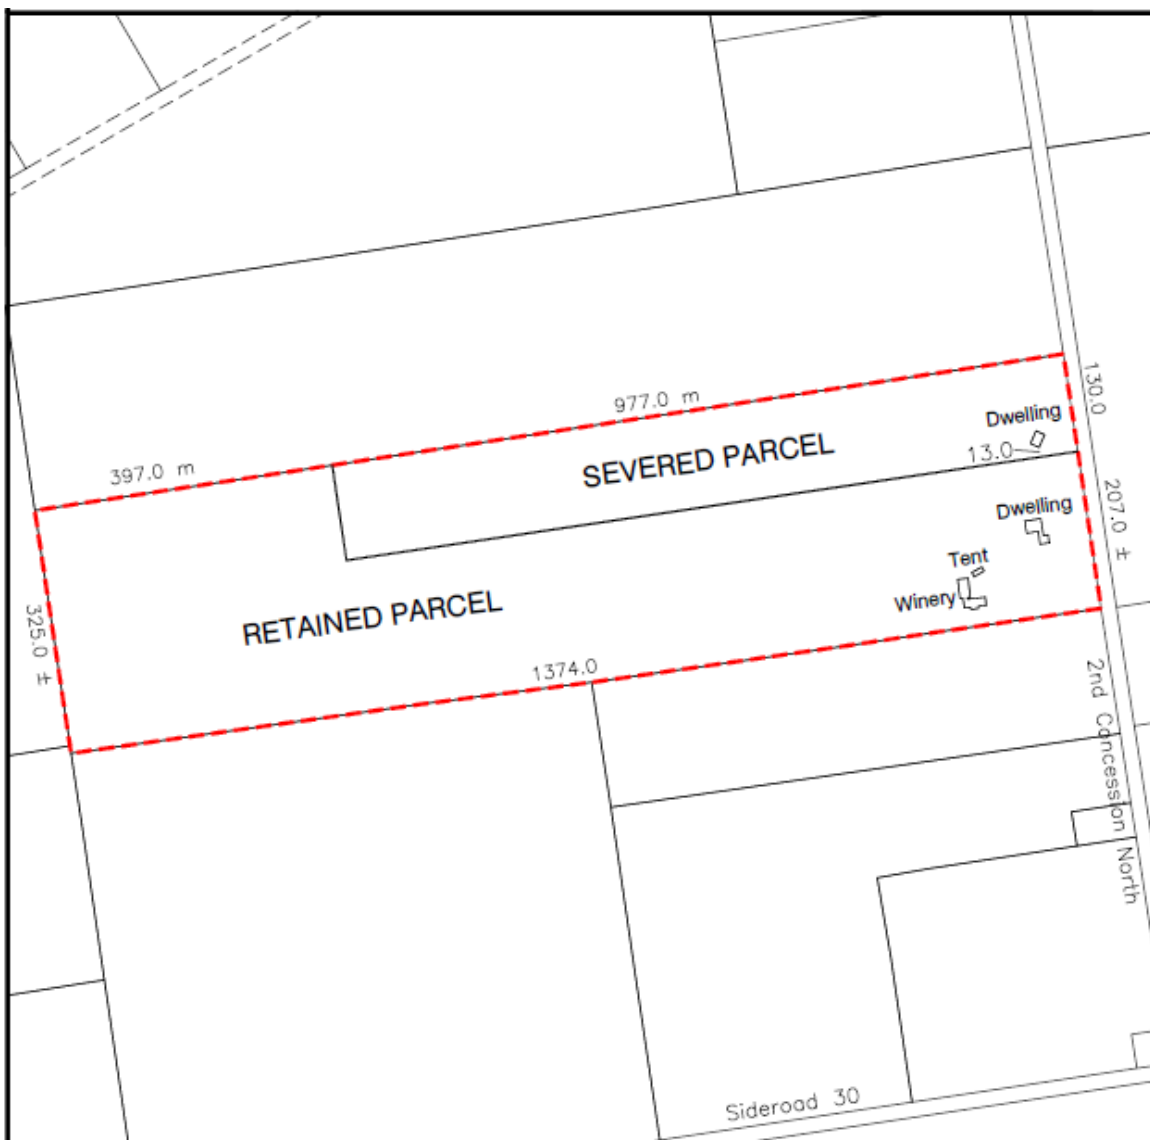 130.0
977.0 m
Dwelling
SEVERED PARCEL
13.0
397.0 m
207.0 ±
Dwelling
Tent
Winery
RETAINED PARCEL
325.0 ±
1374.0
2nd Concession North
Sideroad 30